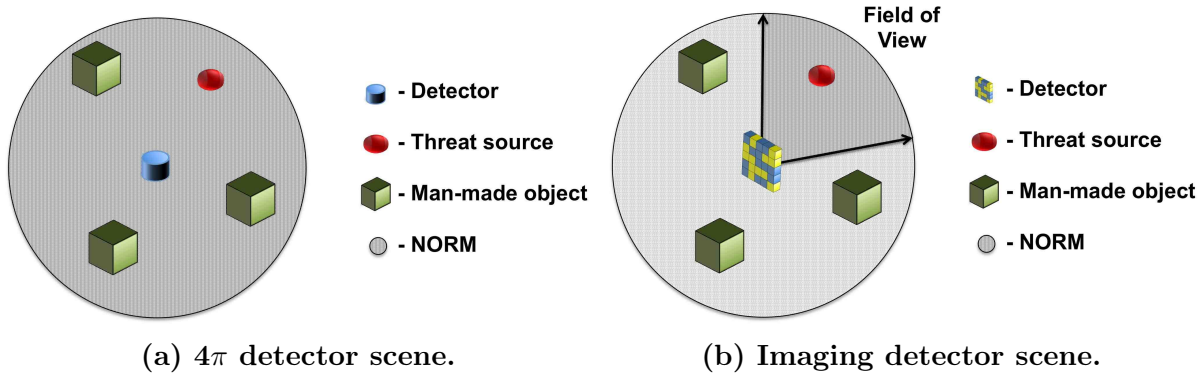 - Detector
- Threat source
- Man-made object
- NORM
(a) 4π detector scene.
Field of
View
- Detector
- Threat source
- Man-made object
- NORM
(b) Imaging detector scene.